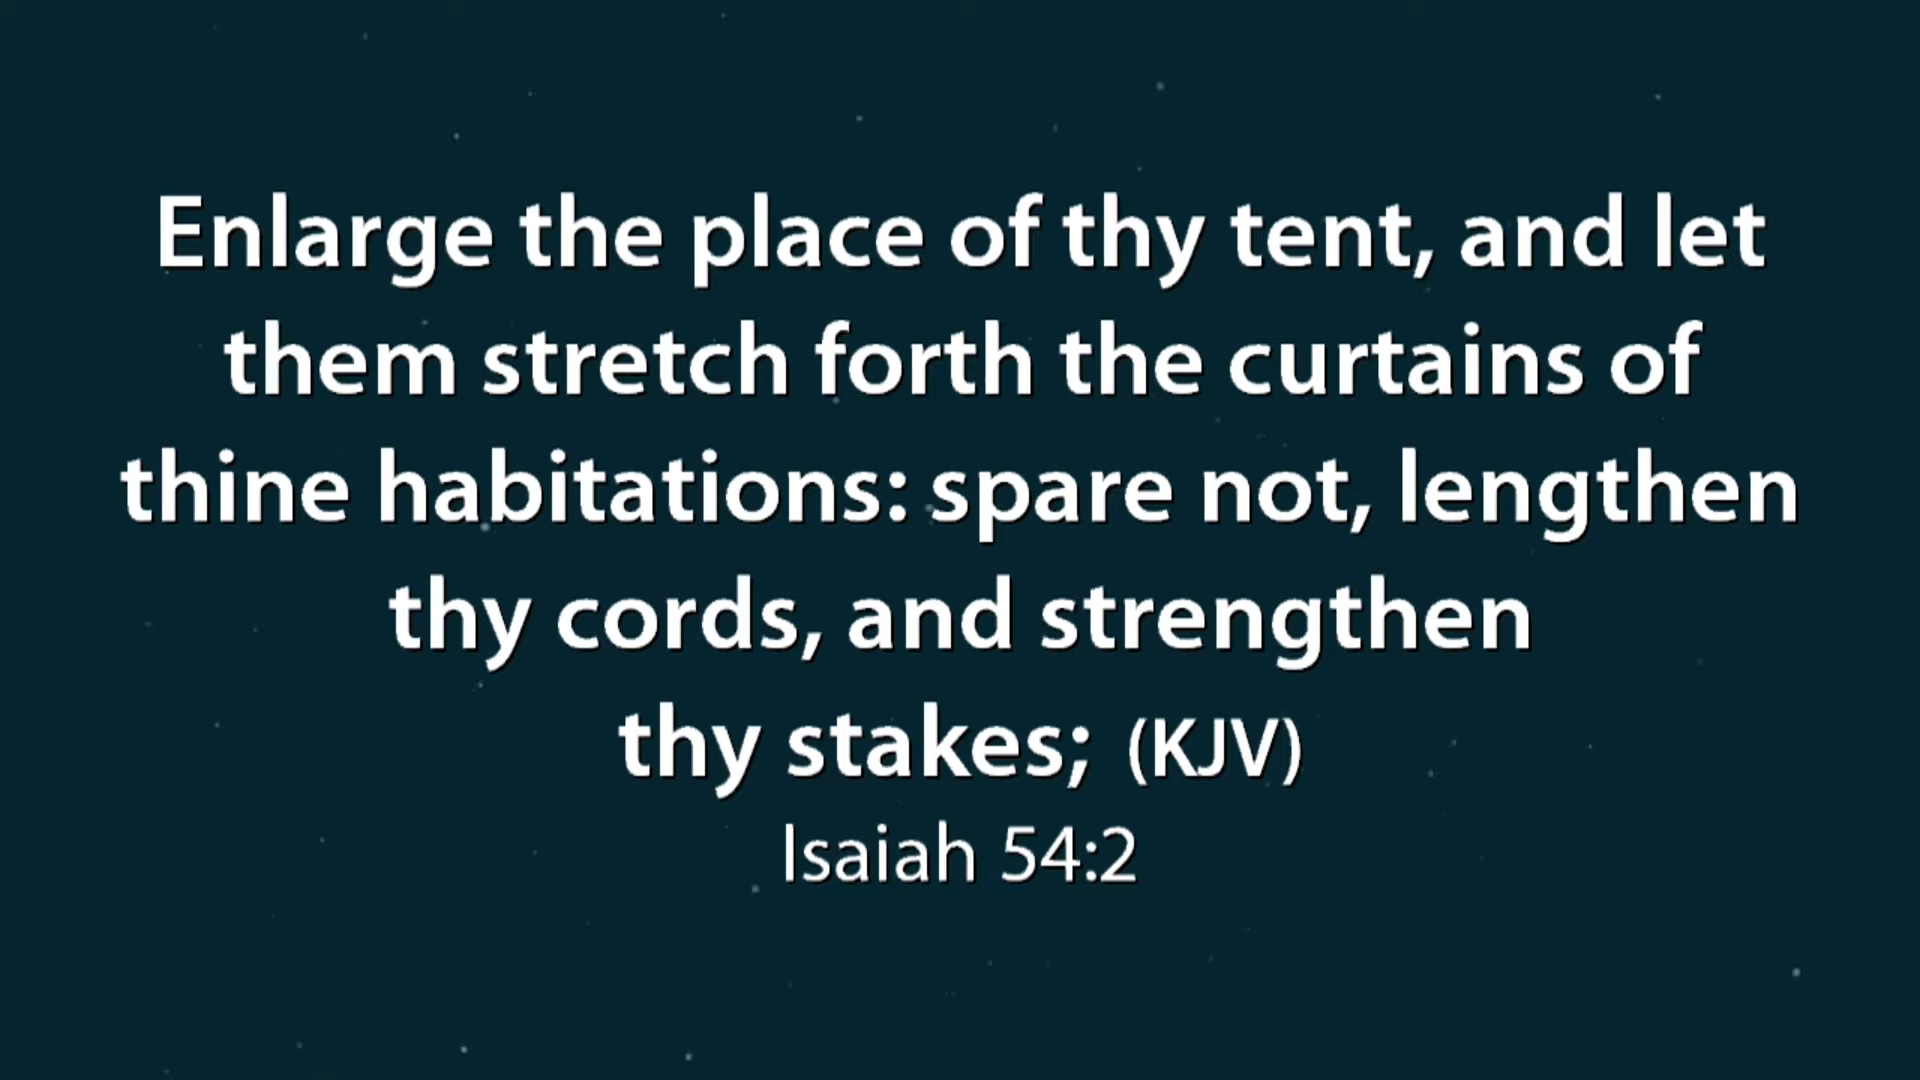 Enlarge the place of thy tent, and let
them stretch forth the curtains of
thine habitations: spare not, lengthen
thy cords, and strengthen
thy stakes; (KJV)
Isaiah 54:2